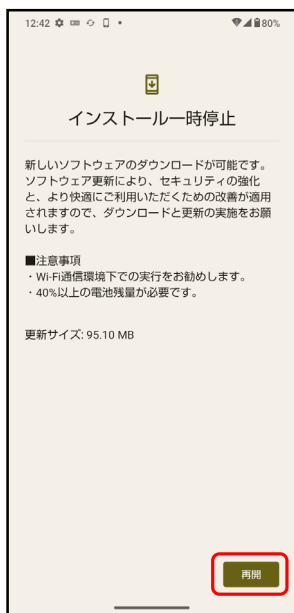 12:42
80%
インストール一時停止
新しいソフトウェアのダウンロードが可能です。
ソフトウェア更新により、セキュリティの強化
と、より快適にご利用いただくための改善が適用
されますので、ダウンロードと更新の実施をお願
いします。
■注意事項
・Wi-Fi通信環境下での実行をお勧めします。
・40%以上の電池残量が必要です。
更新サイズ: 95.10 MB
再開